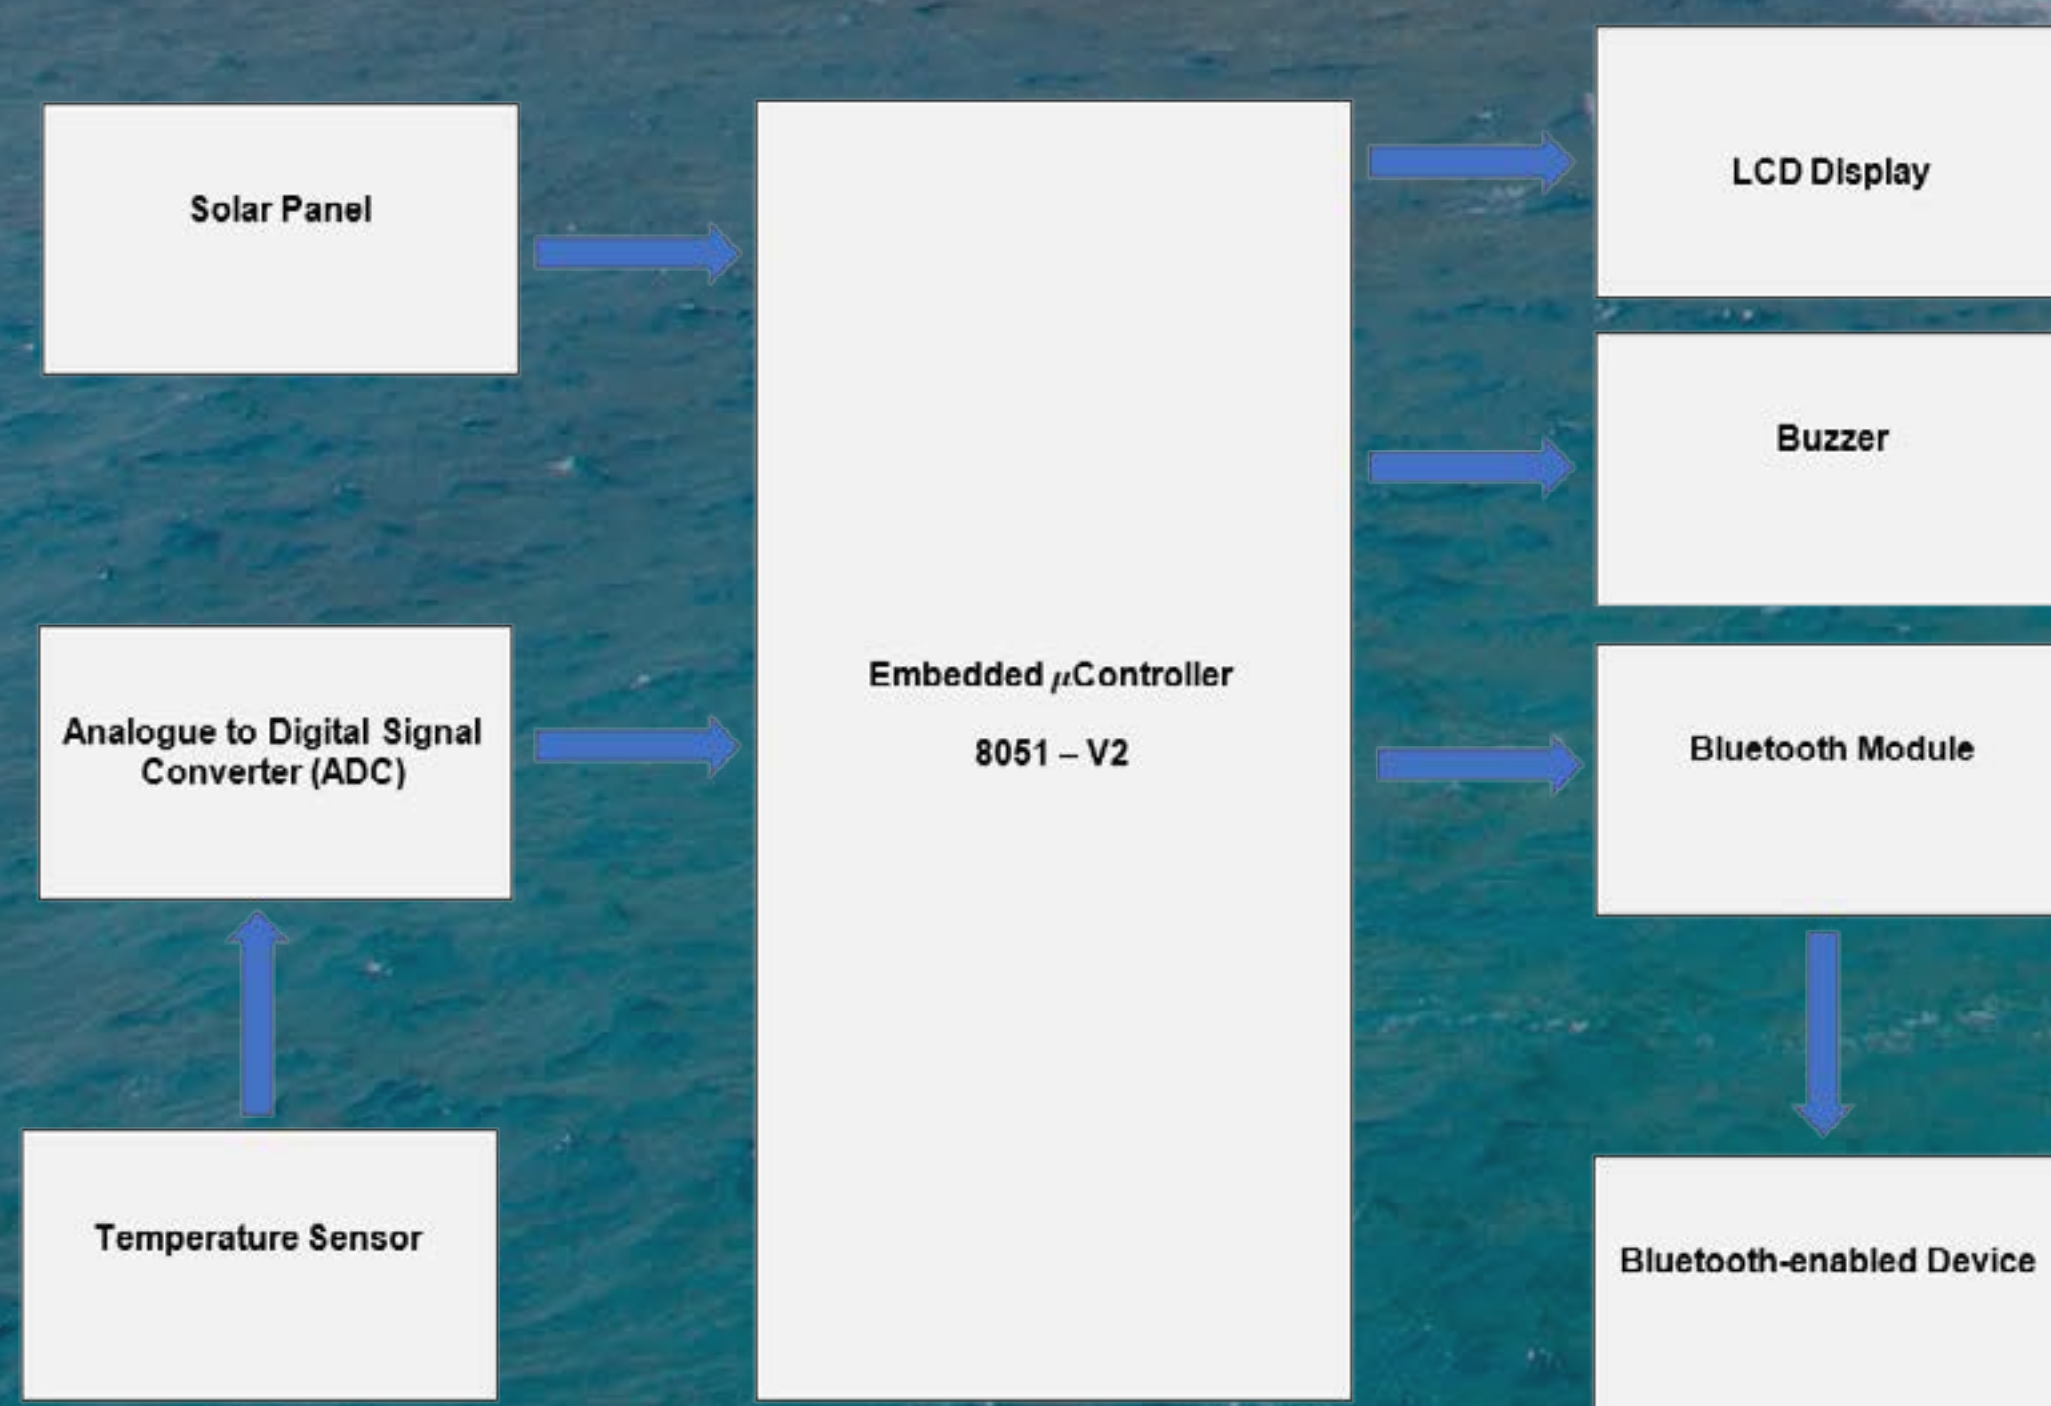 Solar Panel
Analogue to Digital Signal
Converter (ADC)
Temperature Sensor
Embedded μController
8051 – V2
LCD Display
Buzzer
Bluetooth Module
Bluetooth-enabled Device